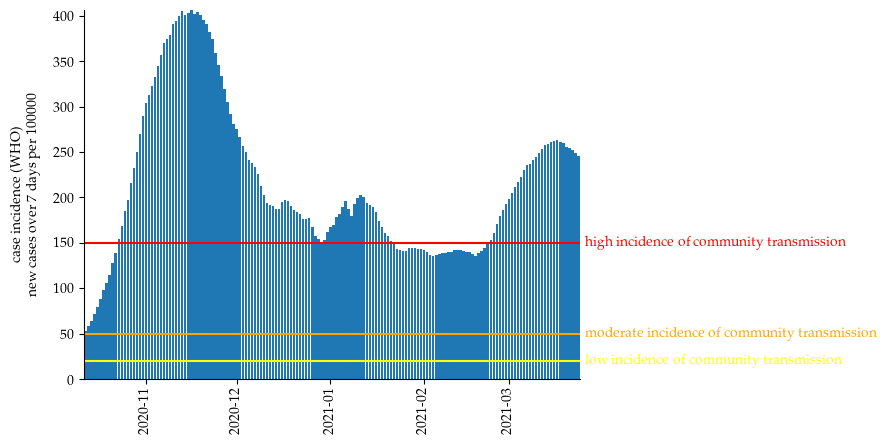 case incidence (WHO)
new cases over 7 days per 100000
400
350
300
250
200
150
100
50
0
high incidence of community transmission
moderate incidence of community transmission
low incidence of community transmission
2020-11
2020-12
2021-01
2021-02
2021-03